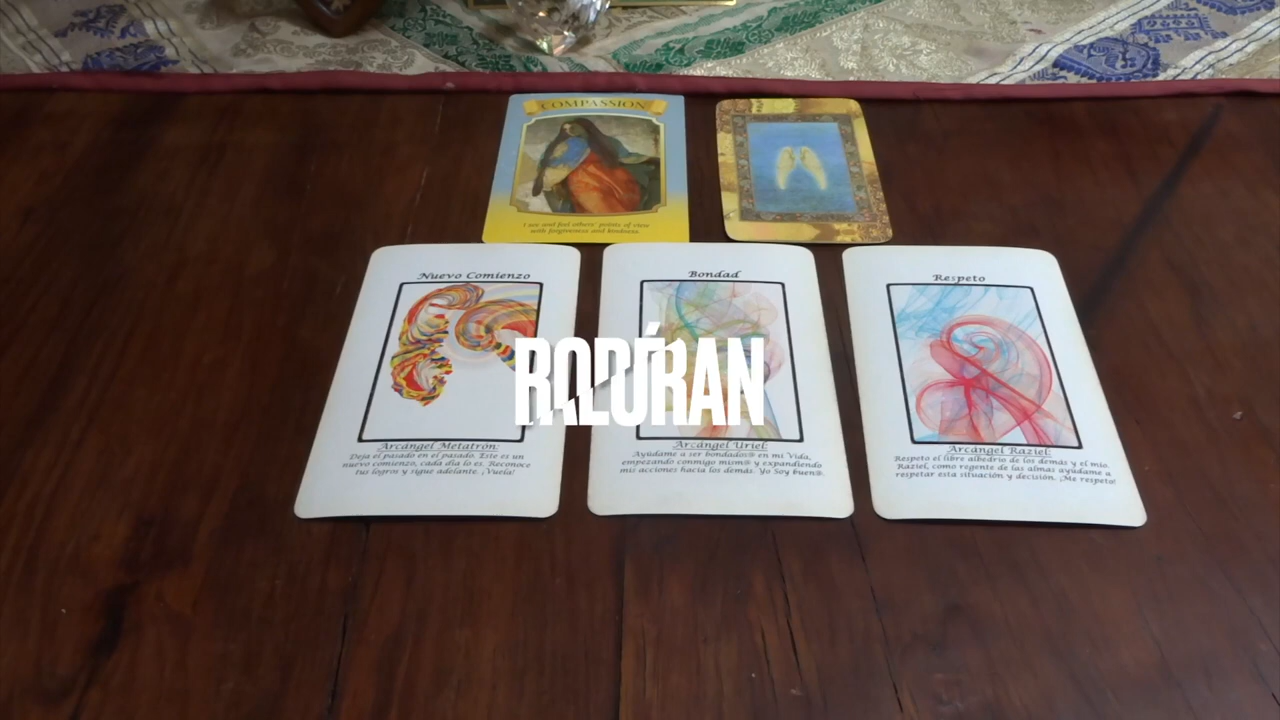 COMPASSION
I see and feel others' points of view
with forgiveness and kindness.
Nuevo Comienzo
Arcángel Metatrón:
Deja el pasado en el pasado. Este es un
nuevo comienzo, cada día lo es. Reconoce
tus logros y sigue adelante. ¡Vuela!
Bondad
Arcángel Uriel:
Ayúdame a ser bondados@ en mi Vida,
empezando conmigo mism@ y expandiendo
mis acciones hacia los demás. Yo Soy buen@.
Respeto
Arcángel Raziel:
Respeto el libre albedrío de los demás y el mío.
Raziel, como regente de las almas ayúdame a
respetar esta situación y decisión. ¡Me respeto!